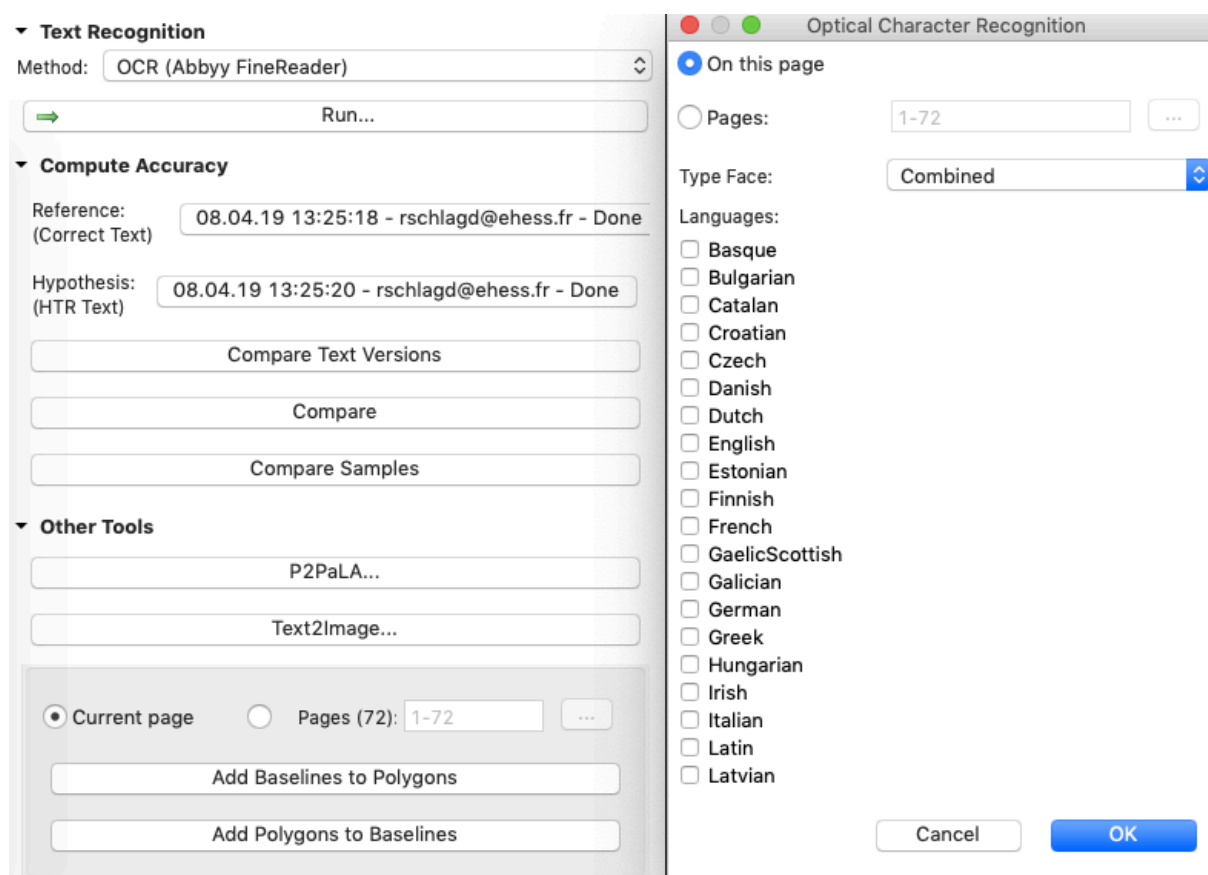 Text Recognition
Method: OCR (Abbyy FineReader)
Run...
Compute Accuracy
Reference:
(Correct Text)
08.04.19 13:25:18 - rschlagd@ehess.fr - Done
Hypothesis:
(HTR Text)
08.04.19 13:25:20 - rschlagd@ehess.fr - Done
Compare Text Versions
Compare
Compare Samples
Other Tools
P2PaLA...
Text2Image...
Current page Pages (72): 1-72 ...
Add Baselines to Polygons
Add Polygons to Baselines
Optical Character Recognition
On this page
Pages: 1-72 ...
Type Face: Combined
Languages:
Basque
Bulgarian
Catalan
Croatian
Czech
Danish
Dutch
English
Estonian
Finnish
French
GaelicScottish
Galician
German
Greek
Hungarian
Irish
Italian
Latin
Latvian
Cancel OK